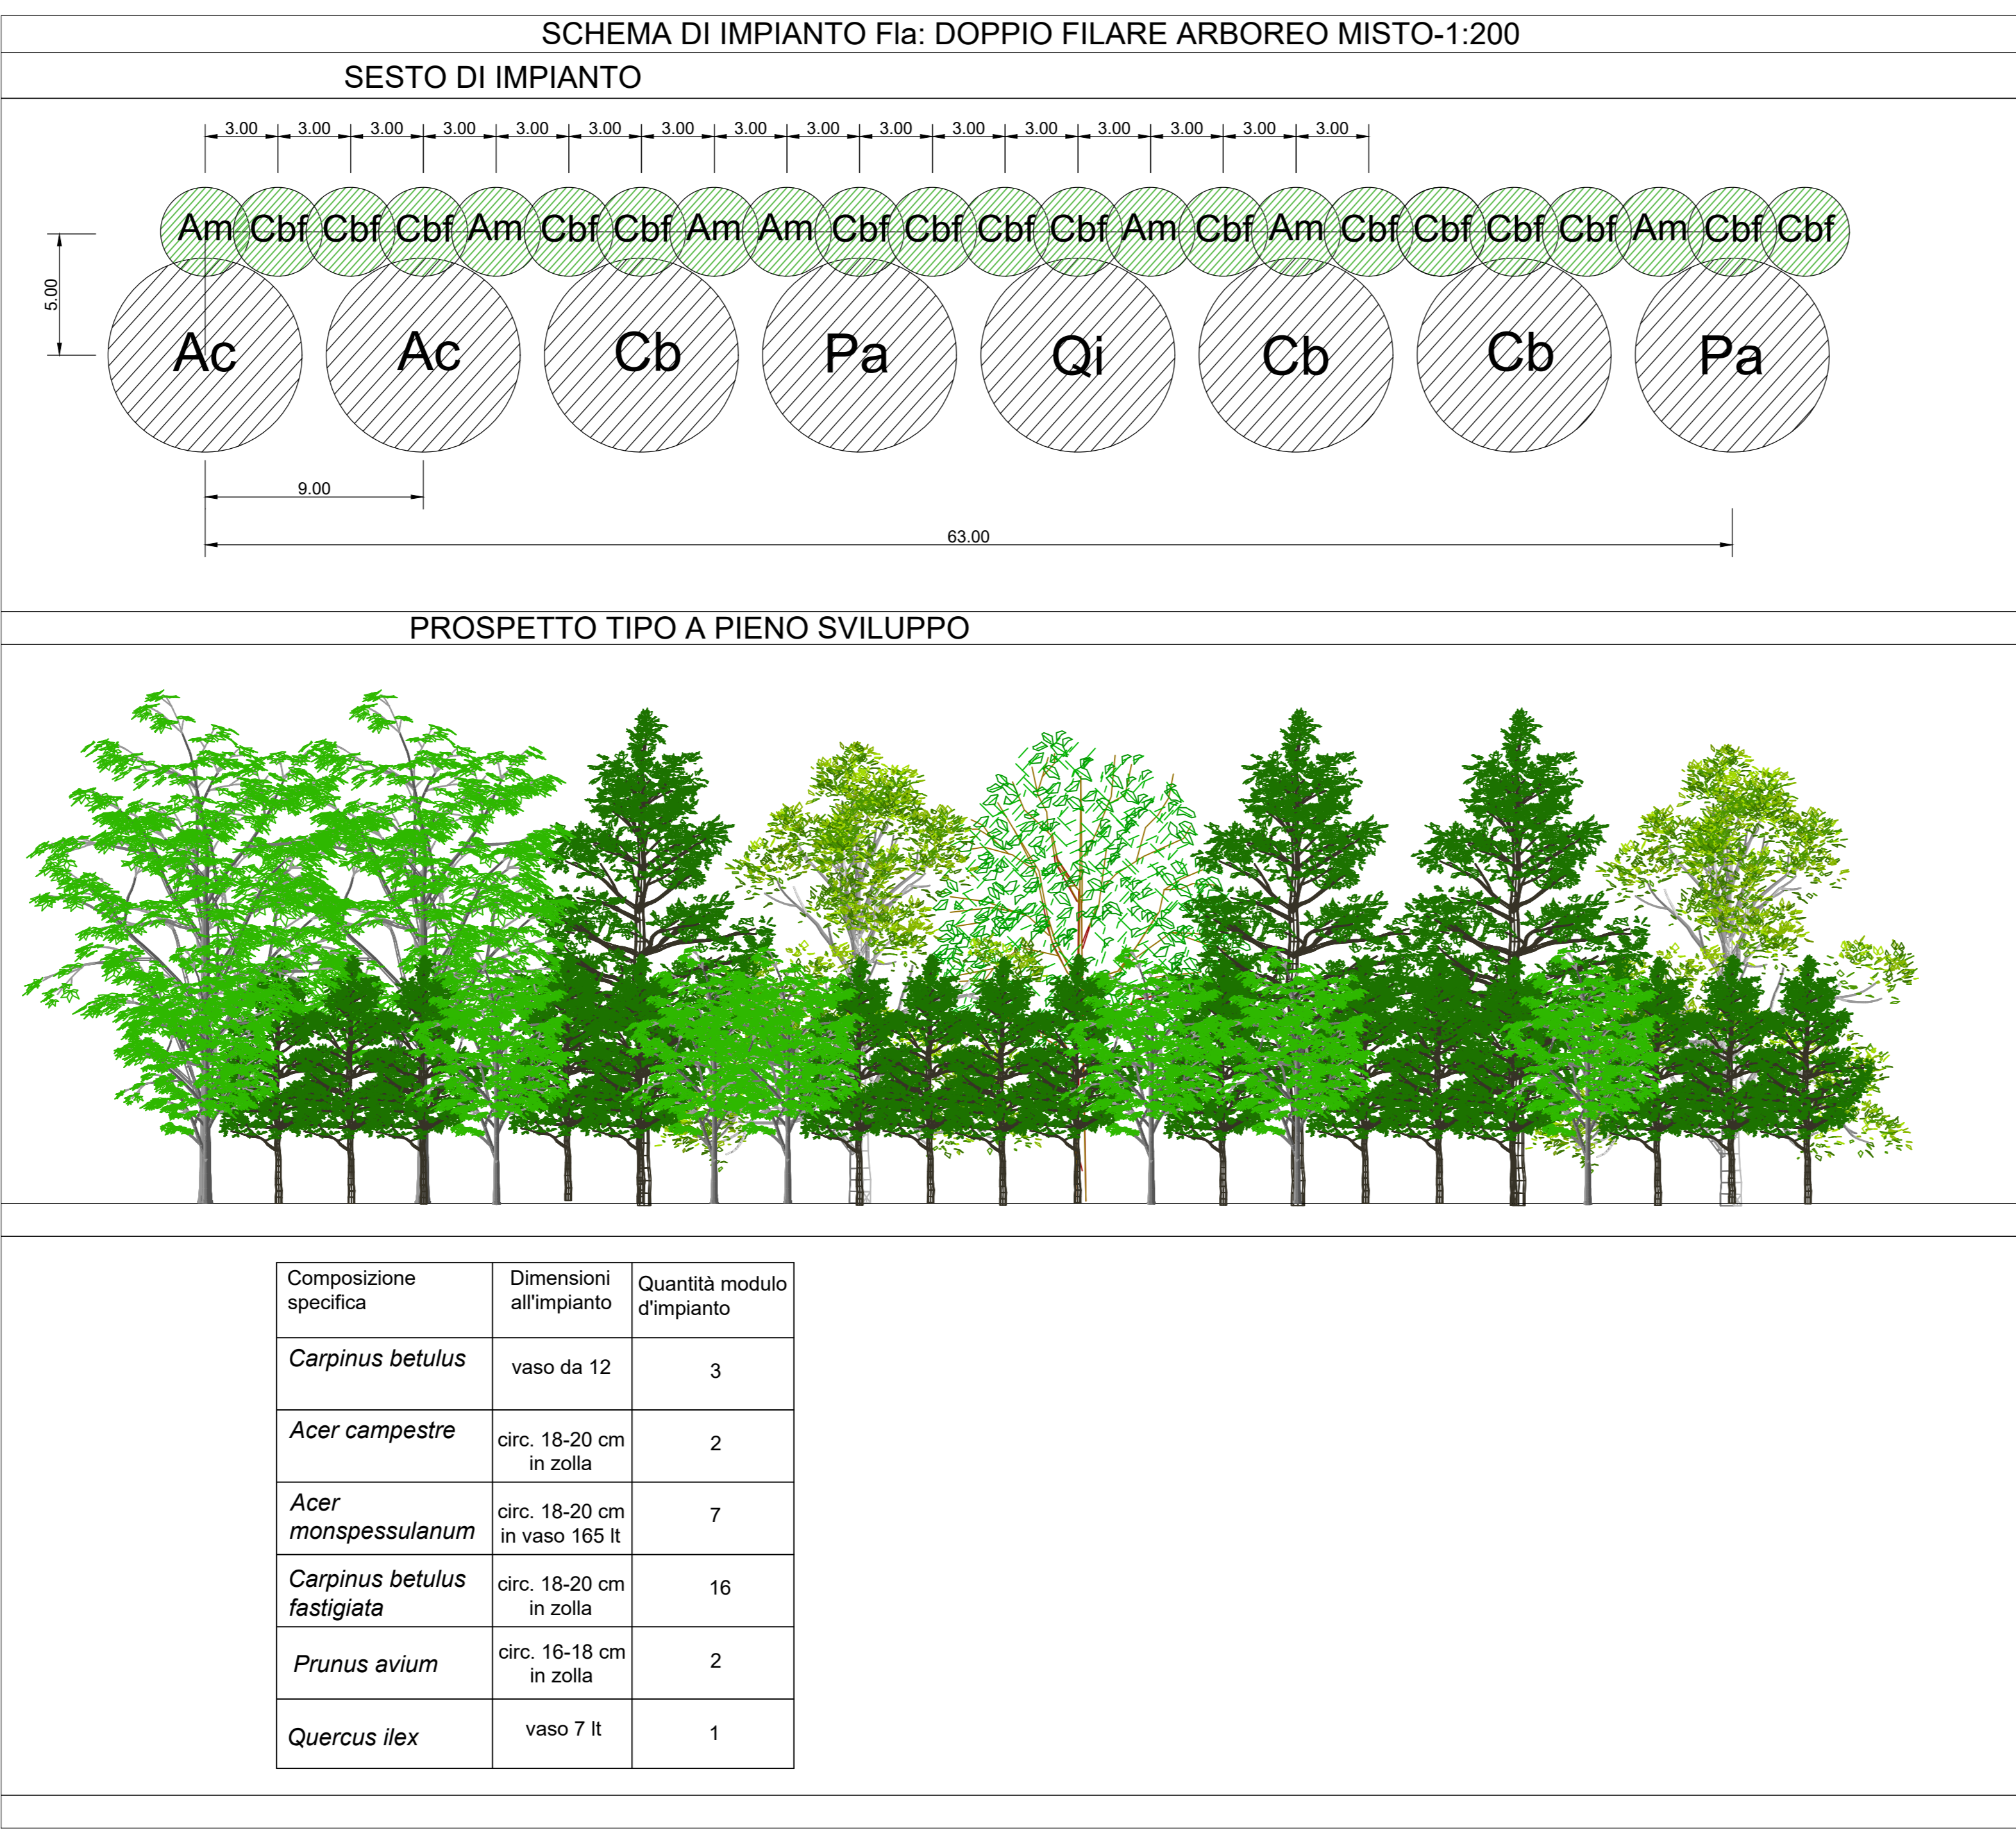 SCHEMA DI IMPIANTO FIa: DOPPIO FILARE ARBOREO MISTO-1:200
SESTO DI IMPIANTO
3.00 3.00 3.00 3.00 3.00 3.00 3.00 3.00 3.00 3.00 3.00 3.00 3.00 3.00 3.00 3.00
Am Cbf Cbf Cbf Am Cbf Cbf Am Am Cbf Cbf Cbf Cbf Am Cbf Am Cbf Cbf Cbf Cbf Am Cbf Cbf
5.00
Ac Ac Cb Pa Qi Cb Cb Pa
9.00
63.00
PROSPETTO TIPO A PIENO SVILUPPO
Composizione specifica
Dimensioni all'impianto
Quantità modulo d'impianto
Carpinus betulus
vaso da 12
3
Acer campestre
circ. 18-20 cm in zolla
2
Acer monspessulanum
circ. 18-20 cm in vaso 165 lt
7
Carpinus betulus fastigiata
circ. 18-20 cm in zolla
16
Prunus avium
circ. 16-18 cm in zolla
2
Quercus ilex
vaso 7 lt
1